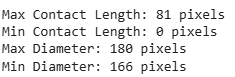 Max Contact Length: 81 pixels
Min Contact Length: 0 pixels
Max Diameter: 180 pixels
Min Diameter: 166 pixels